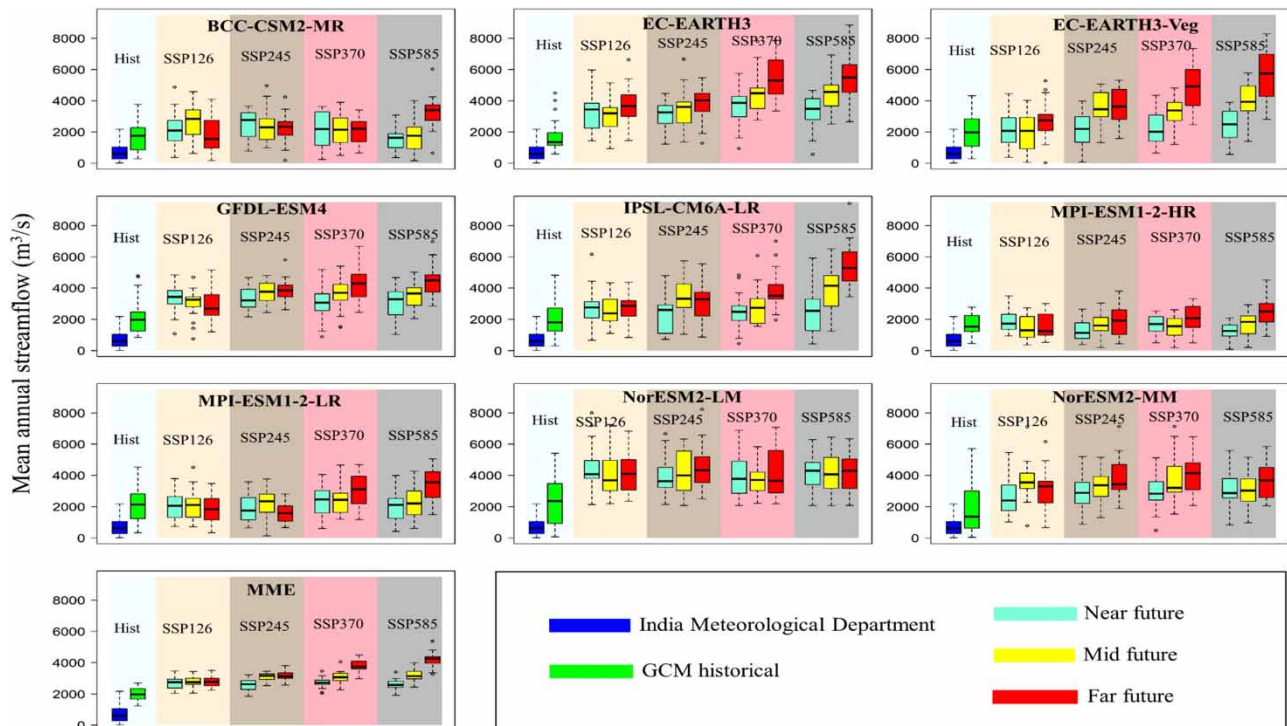 BCC-CSM2-MR
EC-EARTH3
EC-EARTH3-Veg
8000
6000
4000
2000
0
Hist
SSP126
SSP245
SSP370
SSP585
8000
6000
4000
2000
0
Hist
SSP126
SSP245
SSP370
SSP585
8000
6000
4000
2000
0
Hist
SSP126
SSP245
SSP370
SSP585
GFDL-ESM4
IPSL-CM6A-LR
MPI-ESM1-2-HR
8000
6000
4000
2000
0
Hist
SSP126
SSP245
SSP370
SSP585
8000
6000
4000
2000
0
Hist
SSP126
SSP245
SSP370
SSP585
8000
6000
4000
2000
0
Hist
SSP126
SSP245
SSP370
SSP585
Mean annual streamflow (m³/s)
MPI-ESM1-2-LR
NorESM2-LM
NorESM2-MM
8000
6000
4000
2000
0
Hist
SSP126
SSP245
SSP370
SSP585
8000
6000
4000
2000
0
Hist
SSP126
SSP245
SSP370
SSP585
8000
6000
4000
2000
0
Hist
SSP126
SSP245
SSP370
SSP585
MME
8000
6000
4000
2000
0
Hist
SSP126
SSP245
SSP370
SSP585
India Meteorological Department
GCM historical
Near future
Mid future
Far future